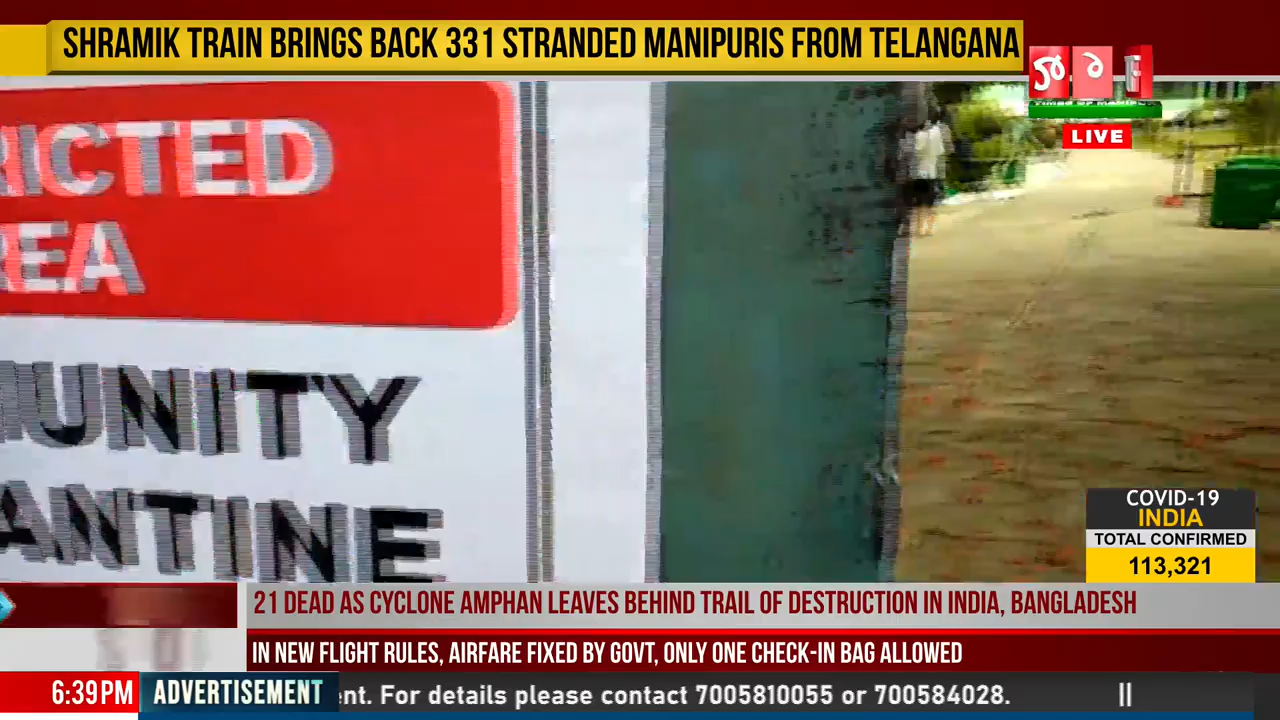 SHRAMIK TRAIN BRINGS BACK 331 STRANDED MANIPURIS FROM TELANGANA
TIMES OF MANIPUR
LIVE
RICTED
REA
MUNITY
ANTINE
COVID-19
INDIA
TOTAL CONFIRMED
113,321
21 DEAD AS CYCLONE AMPHAN LEAVES BEHIND TRAIL OF DESTRUCTION IN INDIA, BANGLADESH
IN NEW FLIGHT RULES, AIRFARE FIXED BY GOVT, ONLY ONE CHECK-IN BAG ALLOWED
6:39PM ADVERTISEMENT ent. For details please contact 7005810055 or 700584028. ||